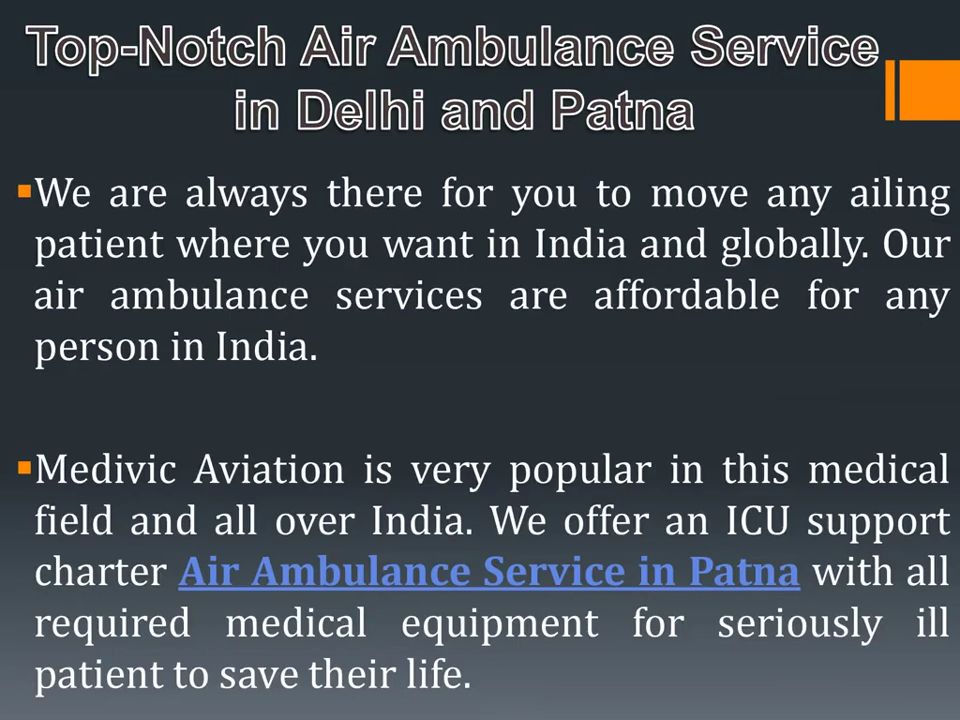 Top-Notch Air Ambulance Service
in Delhi and Patna
▪We are always there for you to move any ailing
patient where you want in India and globally. Our
air ambulance services are affordable for any
person in India.
▪Medivic Aviation is very popular in this medical
field and all over India. We offer an ICU support
charter Air Ambulance Service in Patna with all
required medical equipment for seriously ill
patient to save their life.